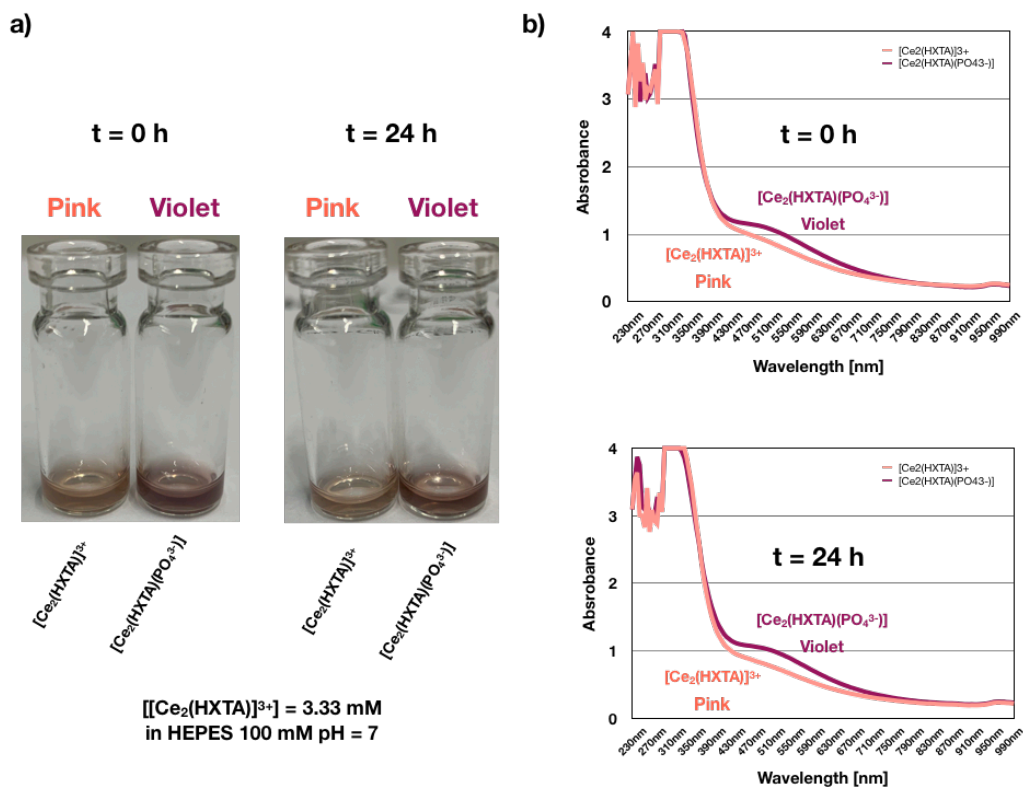 a)
t = 0 h
t = 24 h
Pink
Violet
Pink
Violet
[Ce₂(HXTA)]³⁺
[Ce₂(HXTA)(PO₄³⁻)]
[Ce₂(HXTA)]³⁺
[Ce₂(HXTA)(PO₄³⁻)]
[[Ce₂(HXTA)]³⁺] = 3.33 mM
in HEPES 100 mM pH = 7
b)
4
3
2
1
0
Absrobance
[Ce2(HXTA)]3+
[Ce2(HXTA)(PO43-)]
t = 0 h
[Ce₂(HXTA)(PO₄³⁻)]
Violet
[Ce₂(HXTA)]³⁺
Pink
230nm
270nm
310nm
350nm
390nm
430nm
470nm
510nm
550nm
590nm
630nm
670nm
710nm
750nm
790nm
830nm
870nm
910nm
950nm
990nm
Wavelength [nm]
4
3
2
1
0
Absrobance
[Ce2(HXTA)]3+
[Ce2(HXTA)(PO43-)]
t = 24 h
[Ce₂(HXTA)(PO₄³⁻)]
Violet
[Ce₂(HXTA)]³⁺
Pink
230nm
270nm
310nm
350nm
390nm
430nm
470nm
510nm
550nm
590nm
630nm
670nm
710nm
750nm
790nm
830nm
870nm
910nm
950nm
990nm
Wavelength [nm]